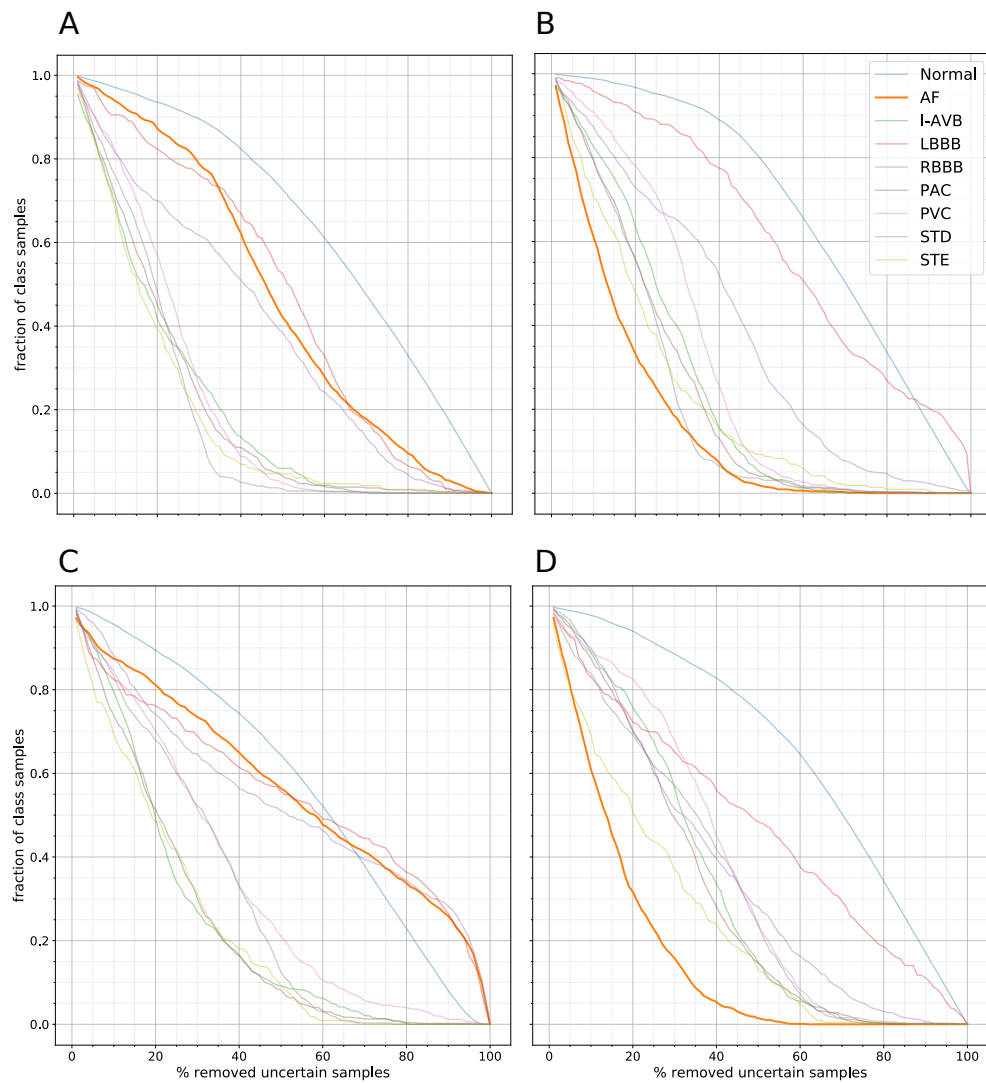 A
B
1.0
0.8
0.6
0.4
0.2
0.0
fraction of class samples
Normal
AF
I-AVB
LBBB
RBBB
PAC
PVC
STD
STE
C
D
1.0
0.8
0.6
0.4
0.2
0.0
fraction of class samples
0 20 40 60 80 100
% removed uncertain samples
0 20 40 60 80 100
% removed uncertain samples